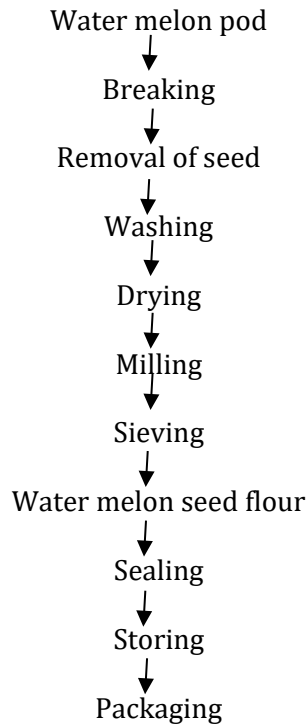 Water melon pod
Breaking
Removal of seed
Washing
Drying
Milling
Sieving
Water melon seed flour
Sealing
Storing
Packaging